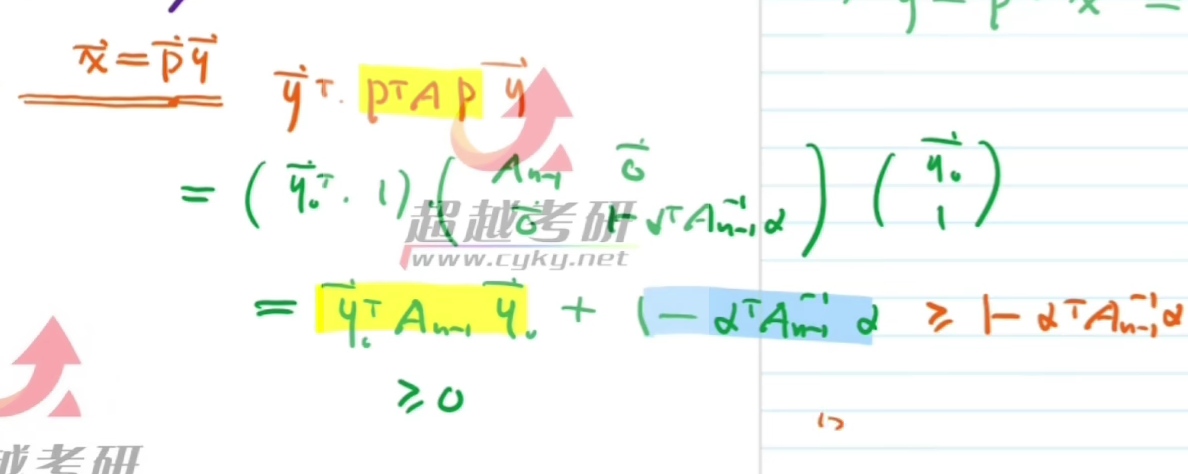 y = p x =
x⃗ = p⃗ y⃗   y⃗ᵀ · PᵀAP y⃗
= (y⃗₀ᵀ · 1) ( Aₙ₋₁ 0⃗ ; 0⃗ 1 - αᵀAₙ₋₁⁻¹α ) ( y⃗₀ ; 1 )
超越考研
www.cyky.net
= y⃗₀ᵀ Aₙ₋₁ y⃗₀ + 1 - αᵀAₙ₋₁⁻¹α ≥ 1 - αᵀAₙ₋₁⁻¹α
≥ 0
越考研